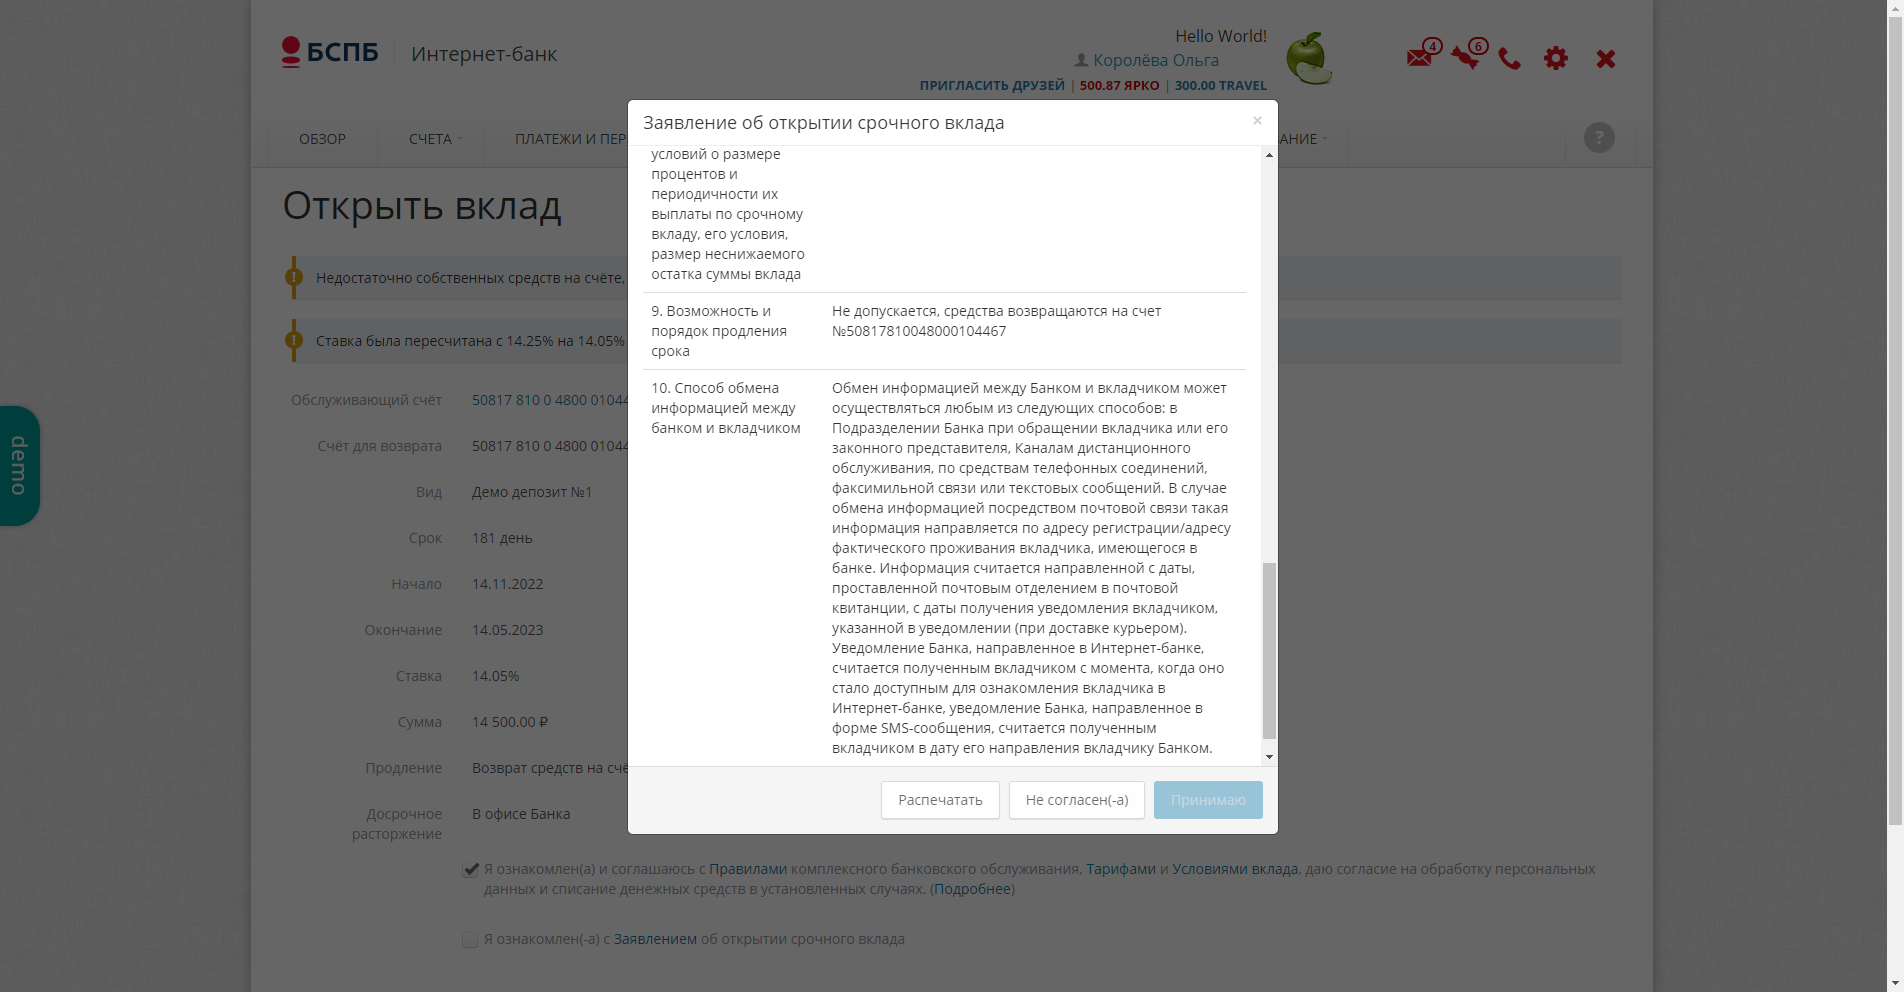 БСПБ Интернет-банк
Hello World!
Королёва Ольга
ПРИГЛАСИТЬ ДРУЗЕЙ | 500.87 ЯРКО | 300.00 TRAVEL
4
6
ОБЗОР
СЧЕТА
ПЛАТЕЖИ И ПЕР
АНИЕ
?
Открыть вклад
Недостаточно собственных средств на счёте,
Ставка была пересчитана с 14.25% на 14.05%
Обслуживающий счёт 50817 810 0 4800 01044
Счёт для возврата 50817 810 0 4800 01044
Вид Демо депозит №1
Срок 181 день
Начало 14.11.2022
Окончание 14.05.2023
Ставка 14.05%
Сумма 14 500.00 ₽
Продление Возврат средств на счё
Досрочное расторжение В офисе Банка
Я ознакомлен(а) и соглашаюсь с Правилами комплексного банковского обслуживания, Тарифами и Условиями вклада, даю согласие на обработку персональных
данных и списание денежных средств в установленных случаях. (Подробнее)
Я ознакомлен(-а) с Заявлением об открытии срочного вклада
demo
Заявление об открытии срочного вклада
×
условий о размере
процентов и
периодичности их
выплаты по срочному
вкладу, его условия,
размер неснижаемого
остатка суммы вклада
9. Возможность и
порядок продления
срока
Не допускается, средства возвращаются на счет
№50817810048000104467
10. Способ обмена
информацией между
банком и вкладчиком
Обмен информацией между Банком и вкладчиком может
осуществляться любым из следующих способов: в
Подразделении Банка при обращении вкладчика или его
законного представителя, Каналам дистанционного
обслуживания, по средствам телефонных соединений,
факсимильной связи или текстовых сообщений. В случае
обмена информацией посредством почтовой связи такая
информация направляется по адресу регистрации/адресу
фактического проживания вкладчика, имеющегося в
банке. Информация считается направленной с даты,
проставленной почтовым отделением в почтовой
квитанции, с даты получения уведомления вкладчиком,
указанной в уведомлении (при доставке курьером).
Уведомление Банка, направленное в Интернет-банке,
считается полученным вкладчиком с момента, когда оно
стало доступным для ознакомления вкладчика в
Интернет-банке, уведомление Банка, направленное в
форме SMS-сообщения, считается полученным
вкладчиком в дату его направления вкладчику Банком.
Распечатать
Не согласен(-а)
Принимаю